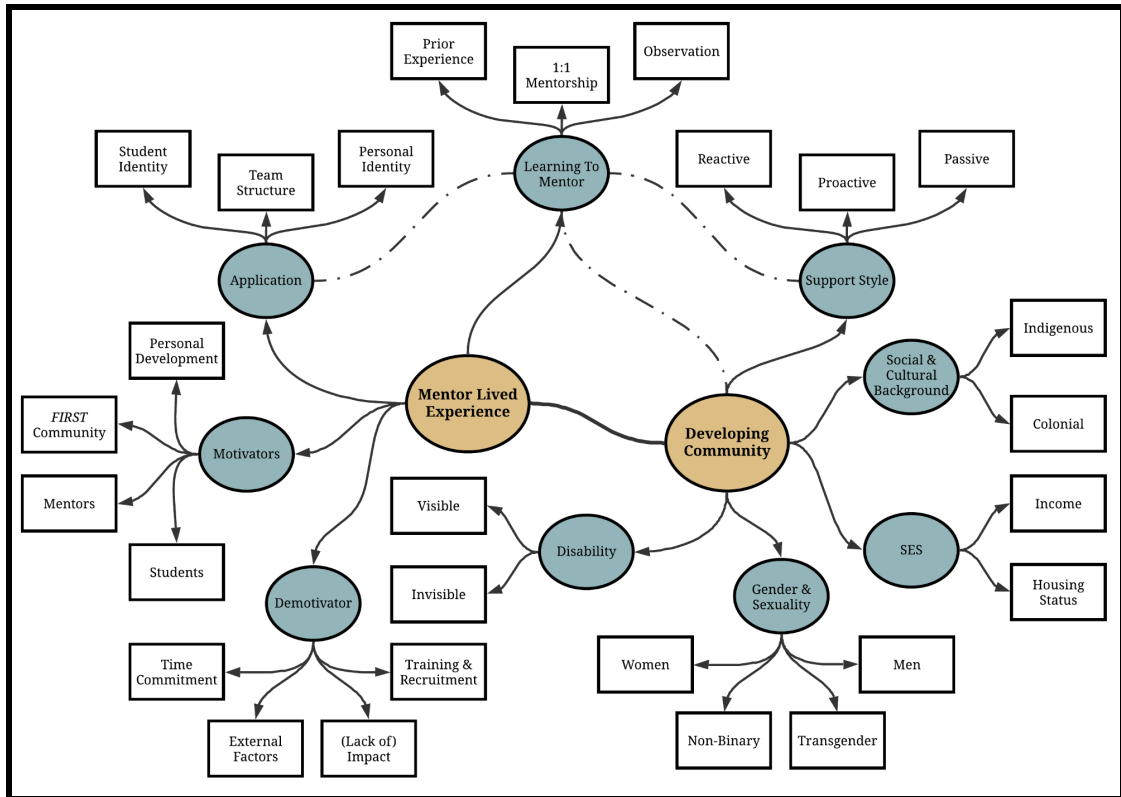 Prior
Experience
1:1
Mentorship
Observation
Student
Identity
Team
Structure
Personal
Identity
Learning To
Mentor
Reactive
Proactive
Passive
Application
Support Style
Personal
Development
FIRST
Community
Motivators
Mentors
Students
Mentor Lived
Experience
Developing
Community
Social &
Cultural
Background
Indigenous
Colonial
SES
Income
Housing
Status
Visible
Disability
Invisible
Gender &
Sexuality
Women
Men
Non-Binary
Transgender
Demotivator
Time
Commitment
Training &
Recruitment
External
Factors
(Lack of)
Impact